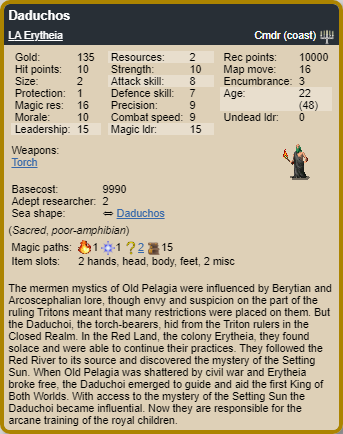 Daduchos
LA Erytheia Cmdr (coast)
Gold: 135 Resources: 2 Rec points: 10000
Hit points: 10 Strength: 10 Map move: 16
Size: 2 Attack skill: 8 Encumbrance: 3
Protection: 1 Defence skill: 7 Age: 22
Magic res: 16 Precision: 9 (48)
Morale: 10 Combat speed: 9 Undead ldr: 0
Leadership: 15 Magic ldr: 15
Weapons:
Torch
Basecost: 9990
Adept researcher: 2
Sea shape: ⇔ Daduchos
(Sacred, poor-amphibian)
Magic paths: 1 1 ? 2 15
Item slots: 2 hands, head, body, feet, 2 misc
The mermen mystics of Old Pelagia were influenced by Berytian and
Arcoscephalian lore, though envy and suspicion on the part of the
ruling Tritons meant that many restrictions were placed on them. But
the Daduchoi, the torch-bearers, hid from the Triton rulers in the
Closed Realm. In the Red Land, the colony Erytheia, they found
solace and were able to continue their practices. They followed the
Red River to its source and discovered the mystery of the Setting
Sun. When Old Pelagia was shattered by civil war and Erytheia
broke free, the Daduchoi emerged to guide and aid the first King of
Both Worlds. With access to the mystery of the Setting Sun the
Daduchoi became influential. Now they are responsible for the
arcane training of the royal children.